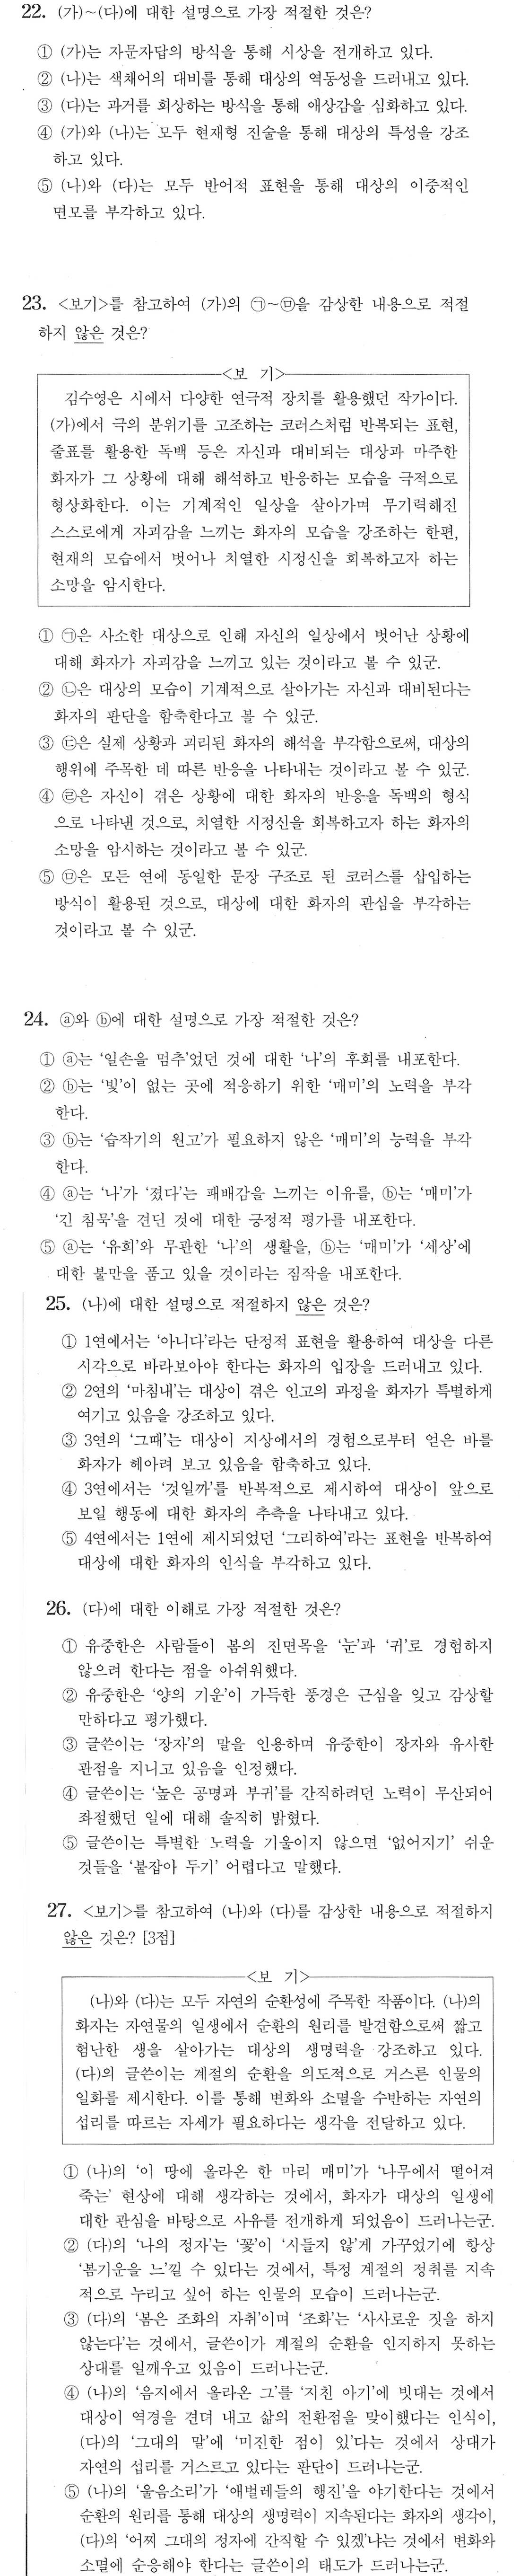 22. (가)~(다)에 대한 설명으로 가장 적절한 것은?
① (가)는 자문자답의 방식을 통해 시상을 전개하고 있다.
② (나)는 색채어의 대비를 통해 대상의 역동성을 드러내고 있다.
③ (다)는 과거를 회상하는 방식을 통해 애상감을 심화하고 있다.
④ (가)와 (나)는 모두 현재형 진술을 통해 대상의 특성을 강조
하고 있다.
⑤ (나)와 (다)는 모두 반어적 표현을 통해 대상의 이중적인
면모를 부각하고 있다.
23. <보기>를 참고하여 (가)의 ㉠~㉤을 감상한 내용으로 적절
하지 않은 것은?
<보 기>
김수영은 시에서 다양한 연극적 장치를 활용했던 작가이다.
(가)에서 극의 분위기를 고조하는 코러스처럼 반복되는 표현,
줄표를 활용한 독백 등은 자신과 대비되는 대상과 마주한
화자가 그 상황에 대해 해석하고 반응하는 모습을 극적으로
형상화한다. 이는 기계적인 일상을 살아가며 무기력해진
스스로에게 자괴감을 느끼는 화자의 모습을 강조하는 한편,
현재의 모습에서 벗어나 치열한 시정신을 회복하고자 하는
소망을 암시한다.
① ㉠은 사소한 대상으로 인해 자신의 일상에서 벗어난 상황에
대해 화자가 자괴감을 느끼고 있는 것이라고 볼 수 있군.
② ㉡은 대상의 모습이 기계적으로 살아가는 자신과 대비된다는
화자의 판단을 함축한다고 볼 수 있군.
③ ㉢은 실제 상황과 괴리된 화자의 해석을 부각함으로써, 대상의
행위에 주목한 데 따른 반응을 나타내는 것이라고 볼 수 있군.
④ ㉣은 자신이 겪은 상황에 대한 화자의 반응을 독백의 형식
으로 나타낸 것으로, 치열한 시정신을 회복하고자 하는 화자의
소망을 암시하는 것이라고 볼 수 있군.
⑤ ㉤은 모든 연에 동일한 문장 구조로 된 코러스를 삽입하는
방식이 활용된 것으로, 대상에 대한 화자의 관심을 부각하는
것이라고 볼 수 있군.
24. ⓐ와 ⓑ에 대한 설명으로 가장 적절한 것은?
① ⓐ는 '일손을 멈추'었던 것에 대한 '나'의 후회를 내포한다.
② ⓑ는 '빛'이 없는 곳에 적응하기 위한 '매미'의 노력을 부각
한다.
③ ⓑ는 '습작기의 원고'가 필요하지 않은 '매미'의 능력을 부각
한다.
④ ⓐ는 '나'가 '졌다'는 패배감을 느끼는 이유를, ⓑ는 '매미'가
'긴 침묵'을 견딘 것에 대한 긍정적 평가를 내포한다.
⑤ ⓐ는 '유희'와 무관한 '나'의 생활을, ⓑ는 '매미'가 '세상'에
대한 불만을 품고 있을 것이라는 짐작을 내포한다.
25. (나)에 대한 설명으로 적절하지 않은 것은?
① 1연에서는 '아니다'라는 단정적 표현을 활용하여 대상을 다른
시각으로 바라보아야 한다는 화자의 입장을 드러내고 있다.
② 2연의 '마침내'는 대상이 겪은 인고의 과정을 화자가 특별하게
여기고 있음을 강조하고 있다.
③ 3연의 '그때'는 대상이 지상에서의 경험으로부터 얻은 바를
화자가 헤아려 보고 있음을 함축하고 있다.
④ 3연에서는 '것일까'를 반복적으로 제시하여 대상이 앞으로
보일 행동에 대한 화자의 추측을 나타내고 있다.
⑤ 4연에서는 1연에 제시되었던 '그리하여'라는 표현을 반복하여
대상에 대한 화자의 인식을 부각하고 있다.
26. (다)에 대한 이해로 가장 적절한 것은?
① 유중한은 사람들이 봄의 진면목을 '눈'과 '귀'로 경험하지
않으려 한다는 점을 아쉬워했다.
② 유중한은 '양의 기운'이 가득한 풍경은 근심을 잊고 감상할
만하다고 평가했다.
③ 글쓴이는 '장자'의 말을 인용하며 유중한이 장자와 유사한
관점을 지니고 있음을 인정했다.
④ 글쓴이는 '높은 공명과 부귀'를 간직하려던 노력이 무산되어
좌절했던 일에 대해 솔직히 밝혔다.
⑤ 글쓴이는 특별한 노력을 기울이지 않으면 '없어지기' 쉬운
것들을 '붙잡아 두기' 어렵다고 말했다.
27. <보기>를 참고하여 (나)와 (다)를 감상한 내용으로 적절하지
않은 것은? [3점]
<보 기>
(나)와 (다)는 모두 자연의 순환성에 주목한 작품이다. (나)의
화자는 자연물의 일생에서 순환의 원리를 발견함으로써 짧고
험난한 생을 살아가는 대상의 생명력을 강조하고 있다.
(다)의 글쓴이는 계절의 순환을 의도적으로 거스른 인물의
일화를 제시한다. 이를 통해 변화와 소멸을 수반하는 자연의
섭리를 따르는 자세가 필요하다는 생각을 전달하고 있다.
① (나)의 '이 땅에 올라온 한 마리 매미'가 '나무에서 떨어져
죽는' 현상에 대해 생각하는 것에서, 화자가 대상의 일생에
대한 관심을 바탕으로 사유를 전개하게 되었음이 드러나는군.
② (다)의 '나의 정자'는 '꽃'이 '시들지 않'게 가꾸었기에 항상
'봄기운을 느'낄 수 있다는 것에서, 특정 계절의 정취를 지속
적으로 누리고 싶어 하는 인물의 모습이 드러나는군.
③ (다)의 '봄은 조화의 자취'이며 '조화'는 '사사로운 짓을 하지
않는다'는 것에서, 글쓴이가 계절의 순환을 인지하지 못하는
상대를 일깨우고 있음이 드러나는군.
④ (나)의 '음지에서 올라온 그'를 '지친 아기'에 빗대는 것에서
대상이 역경을 견뎌 내고 삶의 전환점을 맞이했다는 인식이,
(다)의 '그대의 말'에 '미진한 점이 있'다는 것에서 상대가
자연의 섭리를 거스르고 있다는 판단이 드러나는군.
⑤ (나)의 '울음소리'가 '애벌레들의 행진'을 야기한다는 것에서
순환의 원리를 통해 대상의 생명력이 지속된다는 화자의 생각이,
(다)의 '어찌 그대의 정자에 간직할 수 있겠'냐는 것에서 변화와
소멸에 순응해야 한다는 글쓴이의 태도가 드러나는군.